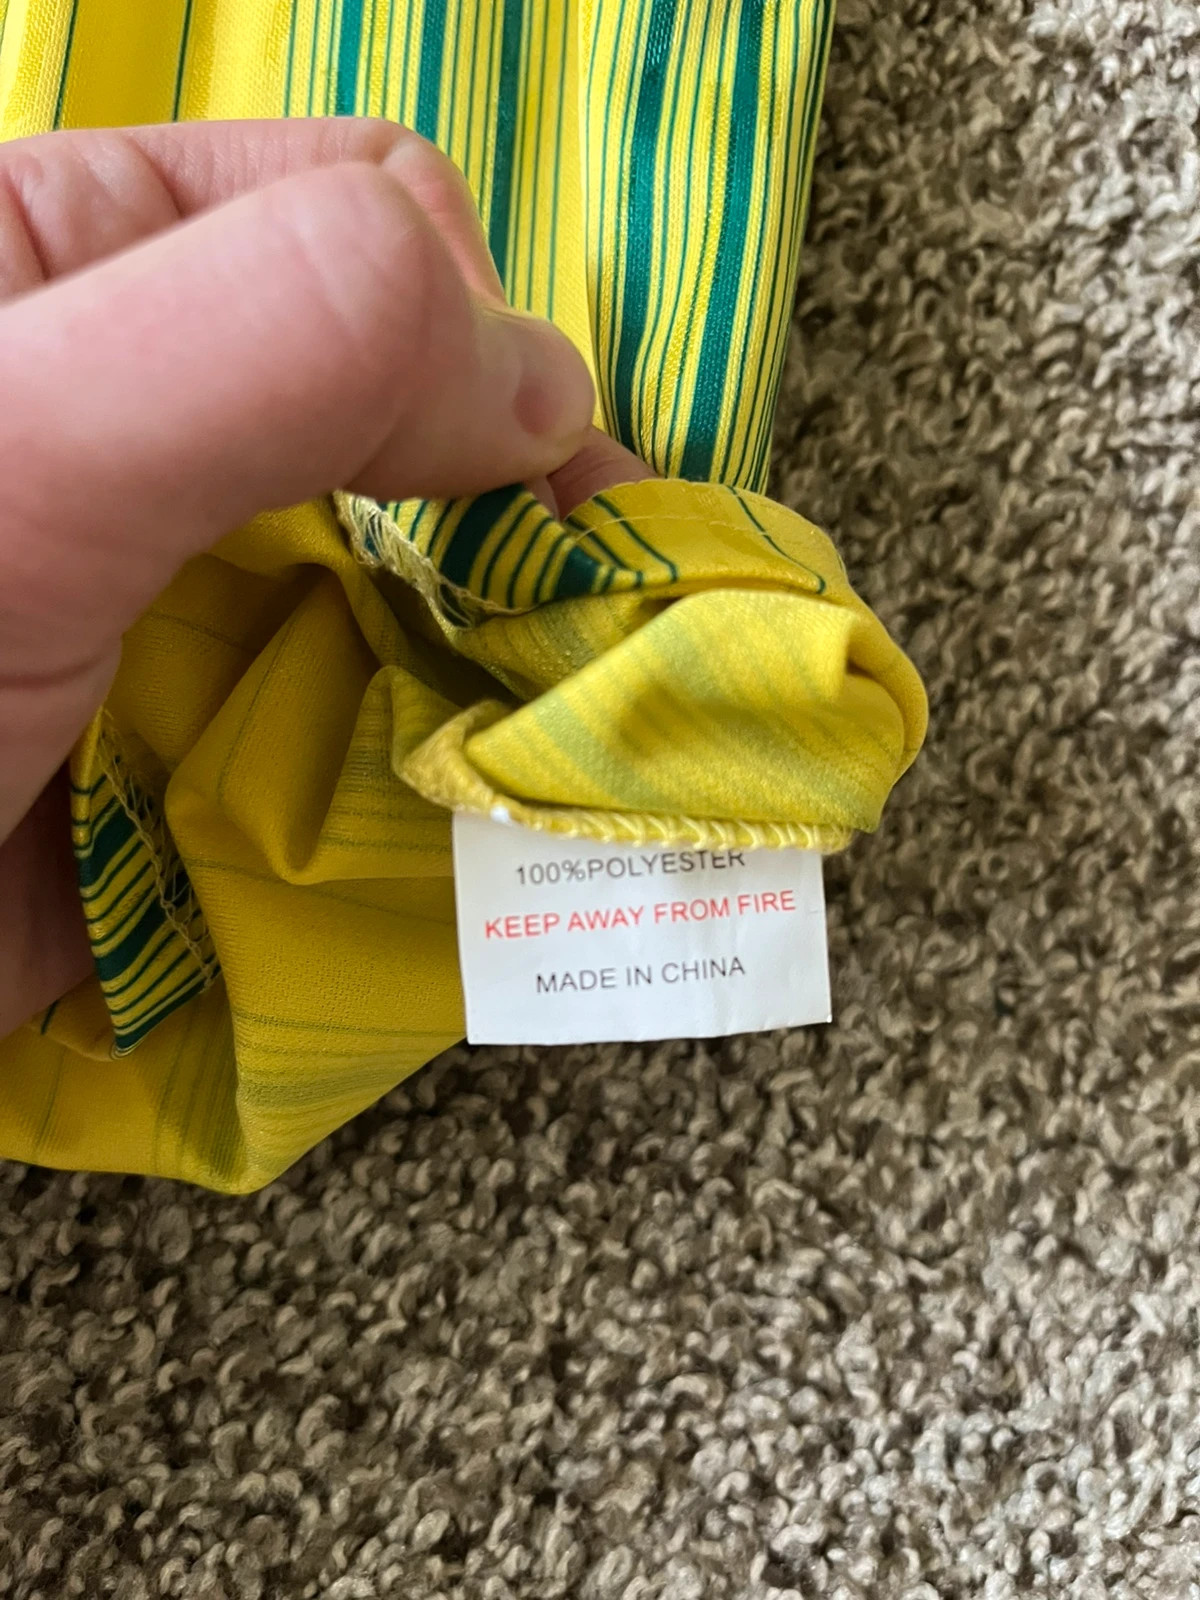 100%POLYESTER
KEEP AWAY FROM FIRE
MADE IN CHINA